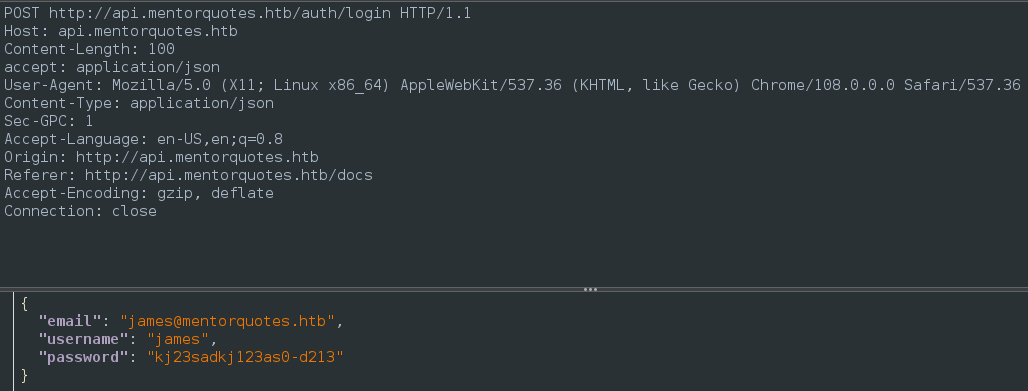 POST http://api.mentorquotes.htb/auth/login HTTP/1.1
Host: api.mentorquotes.htb
Content-Length: 100
accept: application/json
User-Agent: Mozilla/5.0 (X11; Linux x86_64) AppleWebKit/537.36 (KHTML, like Gecko) Chrome/108.0.0.0 Safari/537.36
Content-Type: application/json
Sec-GPC: 1
Accept-Language: en-US,en;q=0.8
Origin: http://api.mentorquotes.htb
Referer: http://api.mentorquotes.htb/docs
Accept-Encoding: gzip, deflate
Connection: close
{
  "email": "james@mentorquotes.htb",
  "username": "james",
  "password": "kj23sadkj123as0-d213"
}